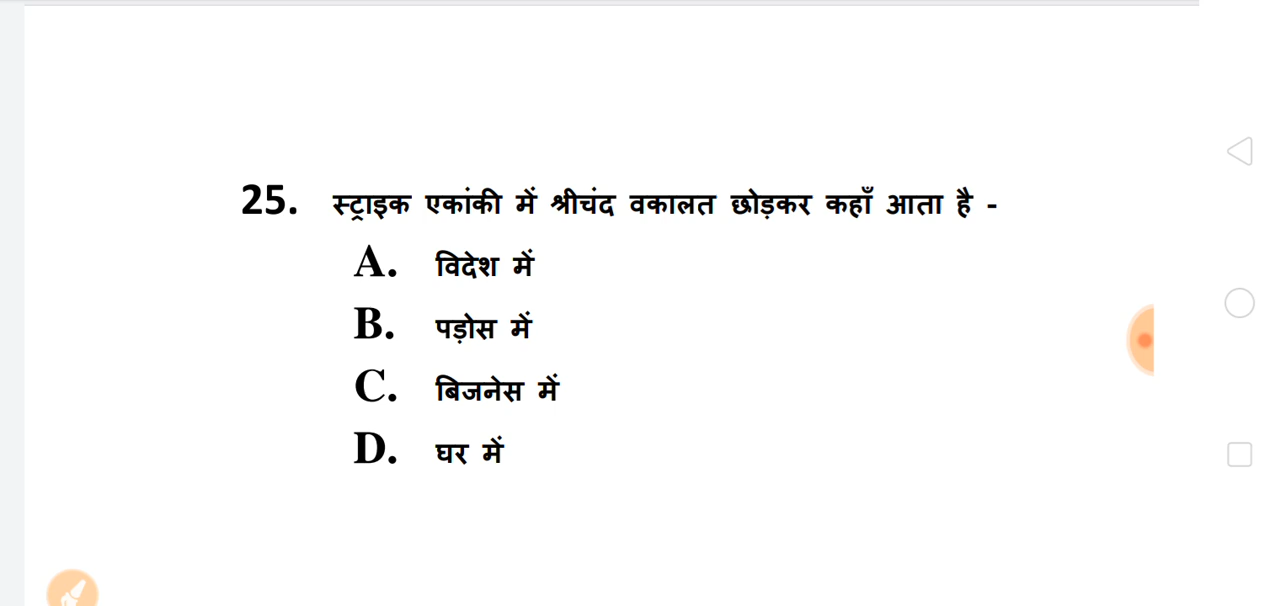 25. स्ट्राइक एकांकी में श्रीचंद वकालत छोड़कर कहाँ आता है -
A. विदेश में
B. पड़ोस में
C. बिजनेस में
D. घर में